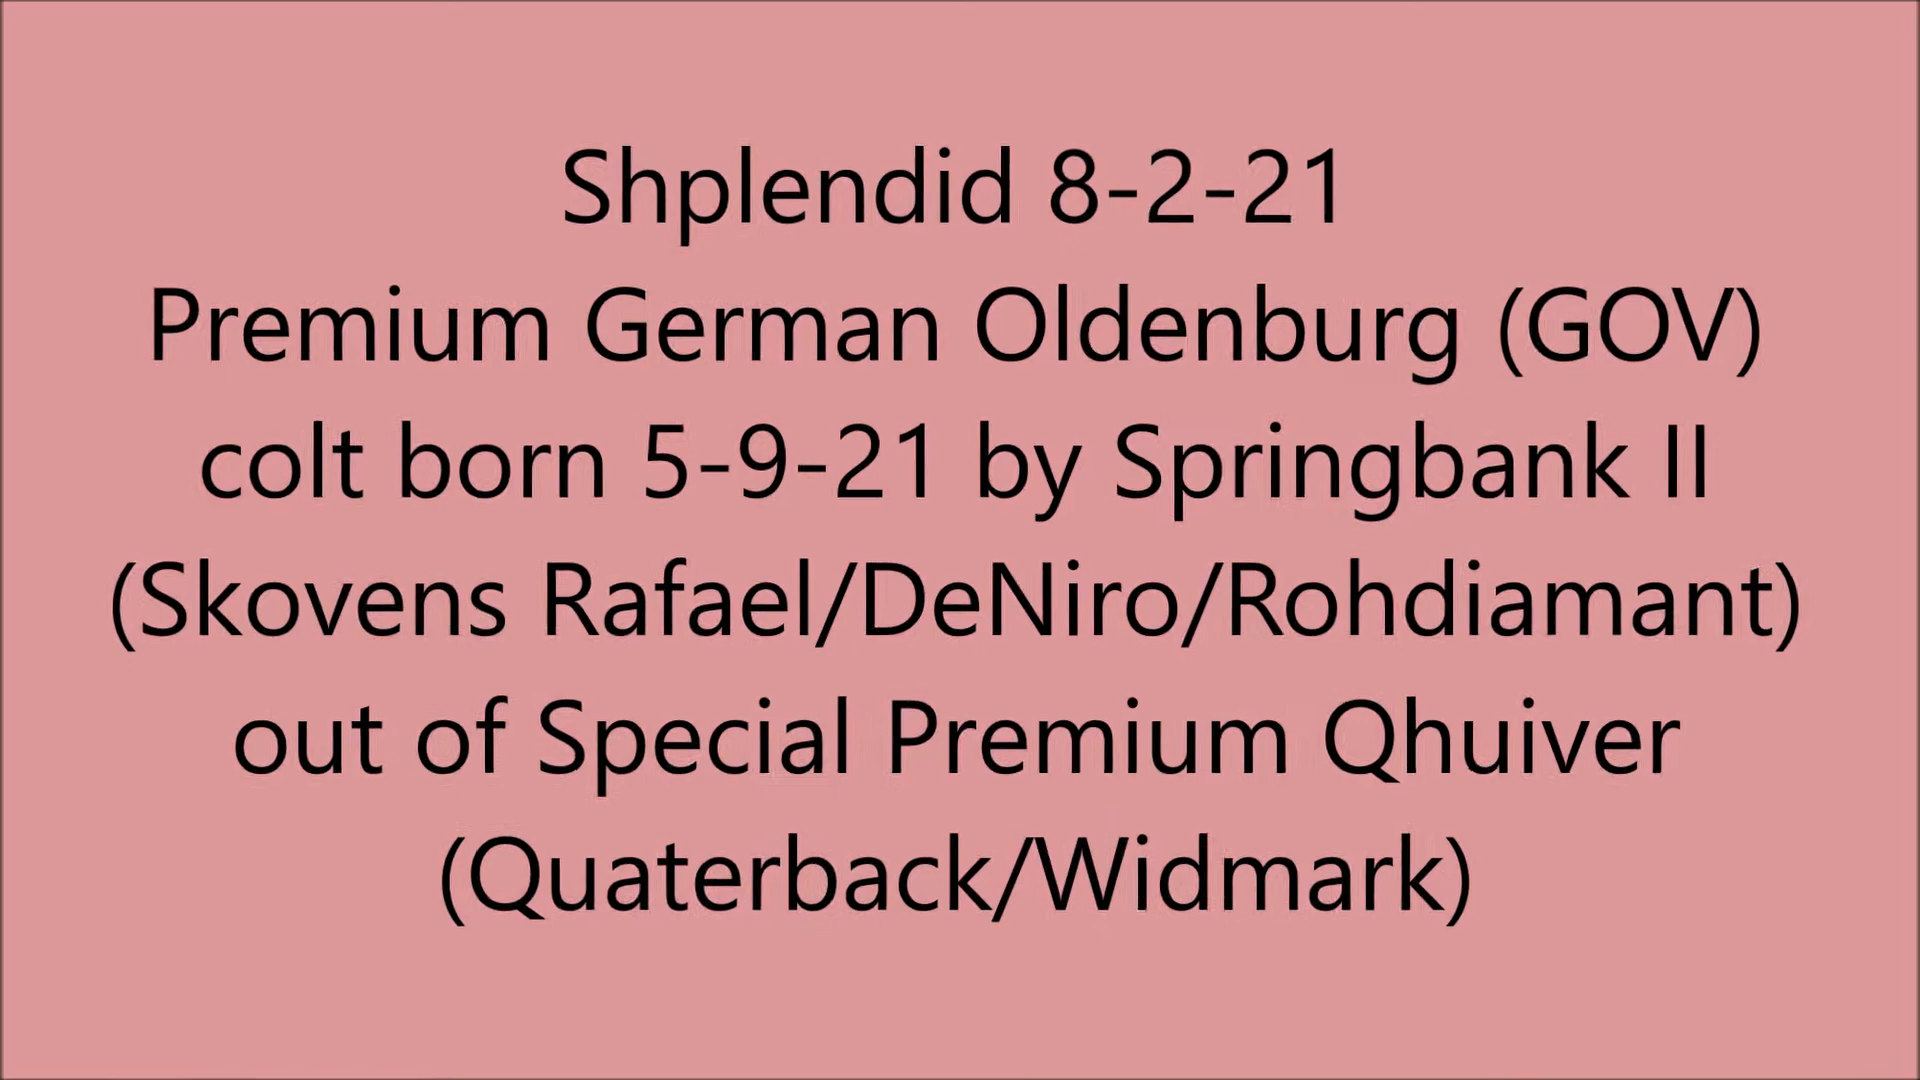 Shplendid 8-2-21
Premium German Oldenburg (GOV)
colt born 5-9-21 by Springbank II
(Skovens Rafael/DeNiro/Rohdiamant)
out of Special Premium Qhuiver
(Quaterback/Widmark)